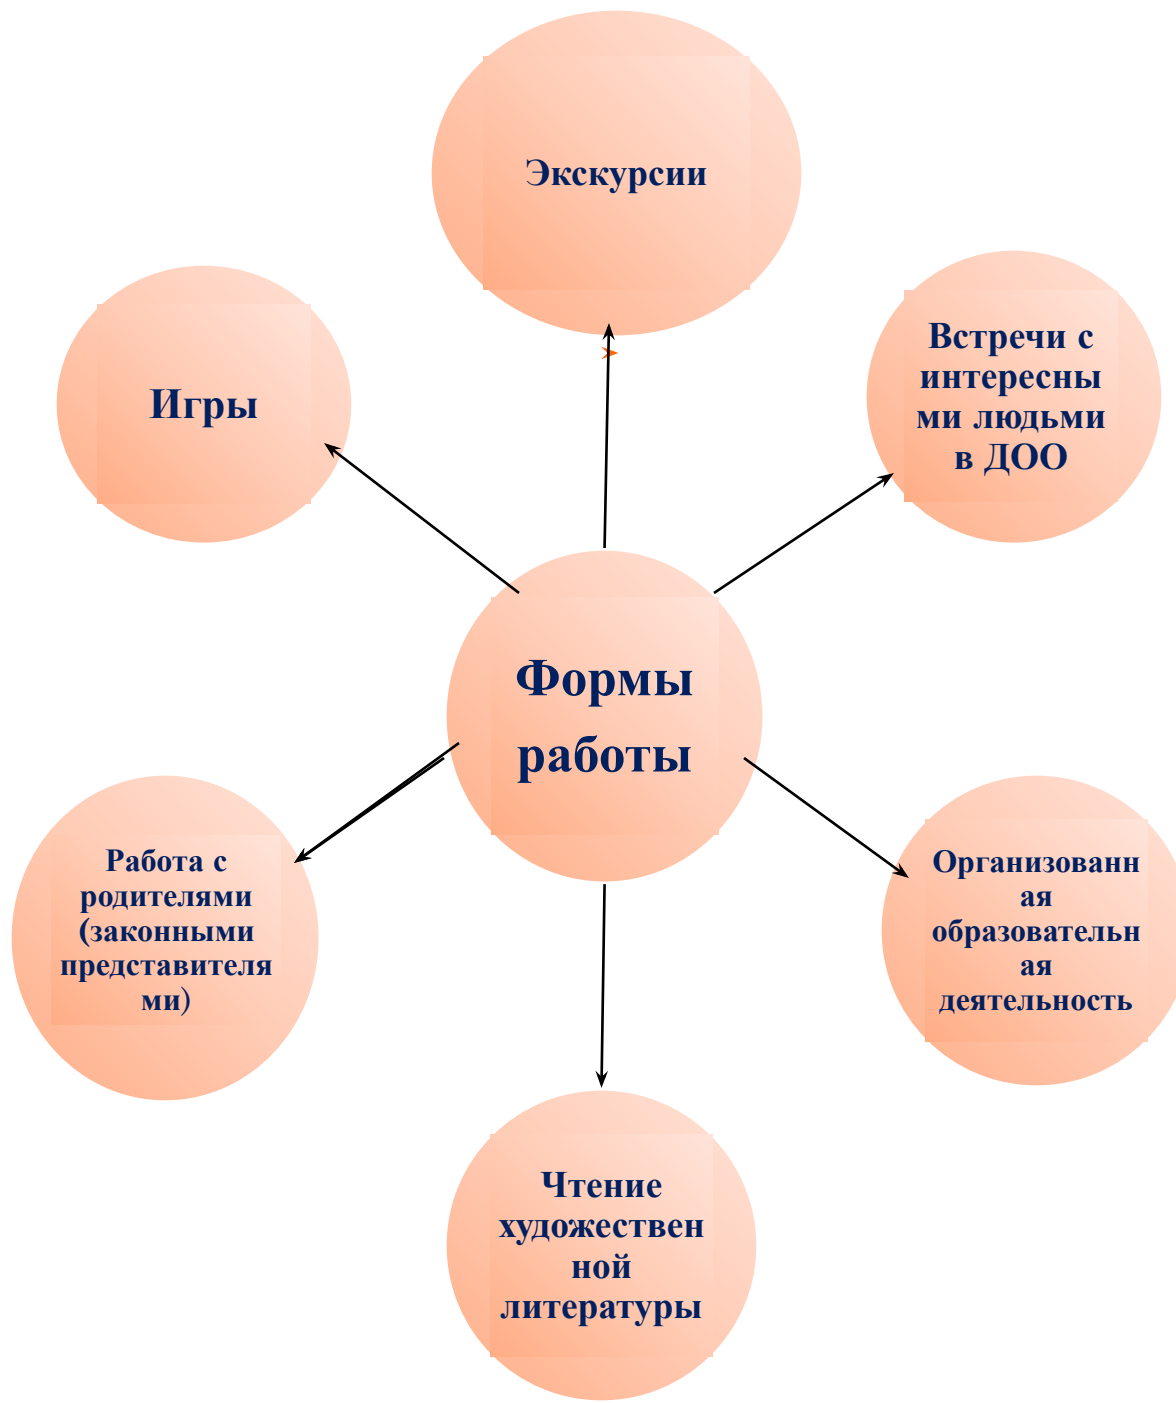 Экскурсии
Игры
Встречи с
интересны
ми людьми
в ДОО
Формы
работы
Работа с
родителями
(законными
представителя
ми)
Организованн
ая
образовательн
ая
деятельность
Чтение
художествен
ной
литературы